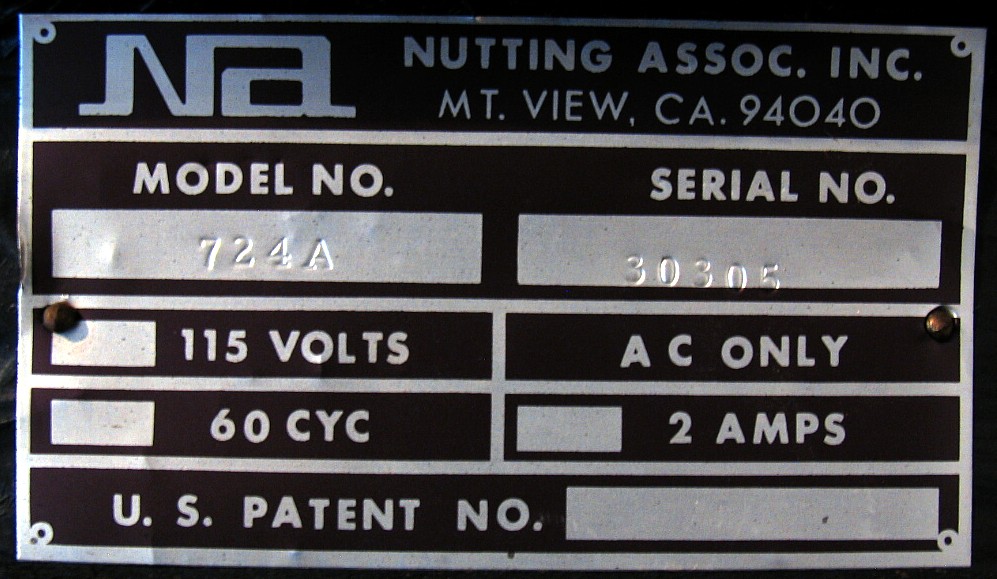 Na NUTTING ASSOC. INC.
MT. VIEW, CA. 94040
MODEL NO. SERIAL NO.
724A 30305
115 VOLTS AC ONLY
60 CYC 2 AMPS
U. S. PATENT NO.